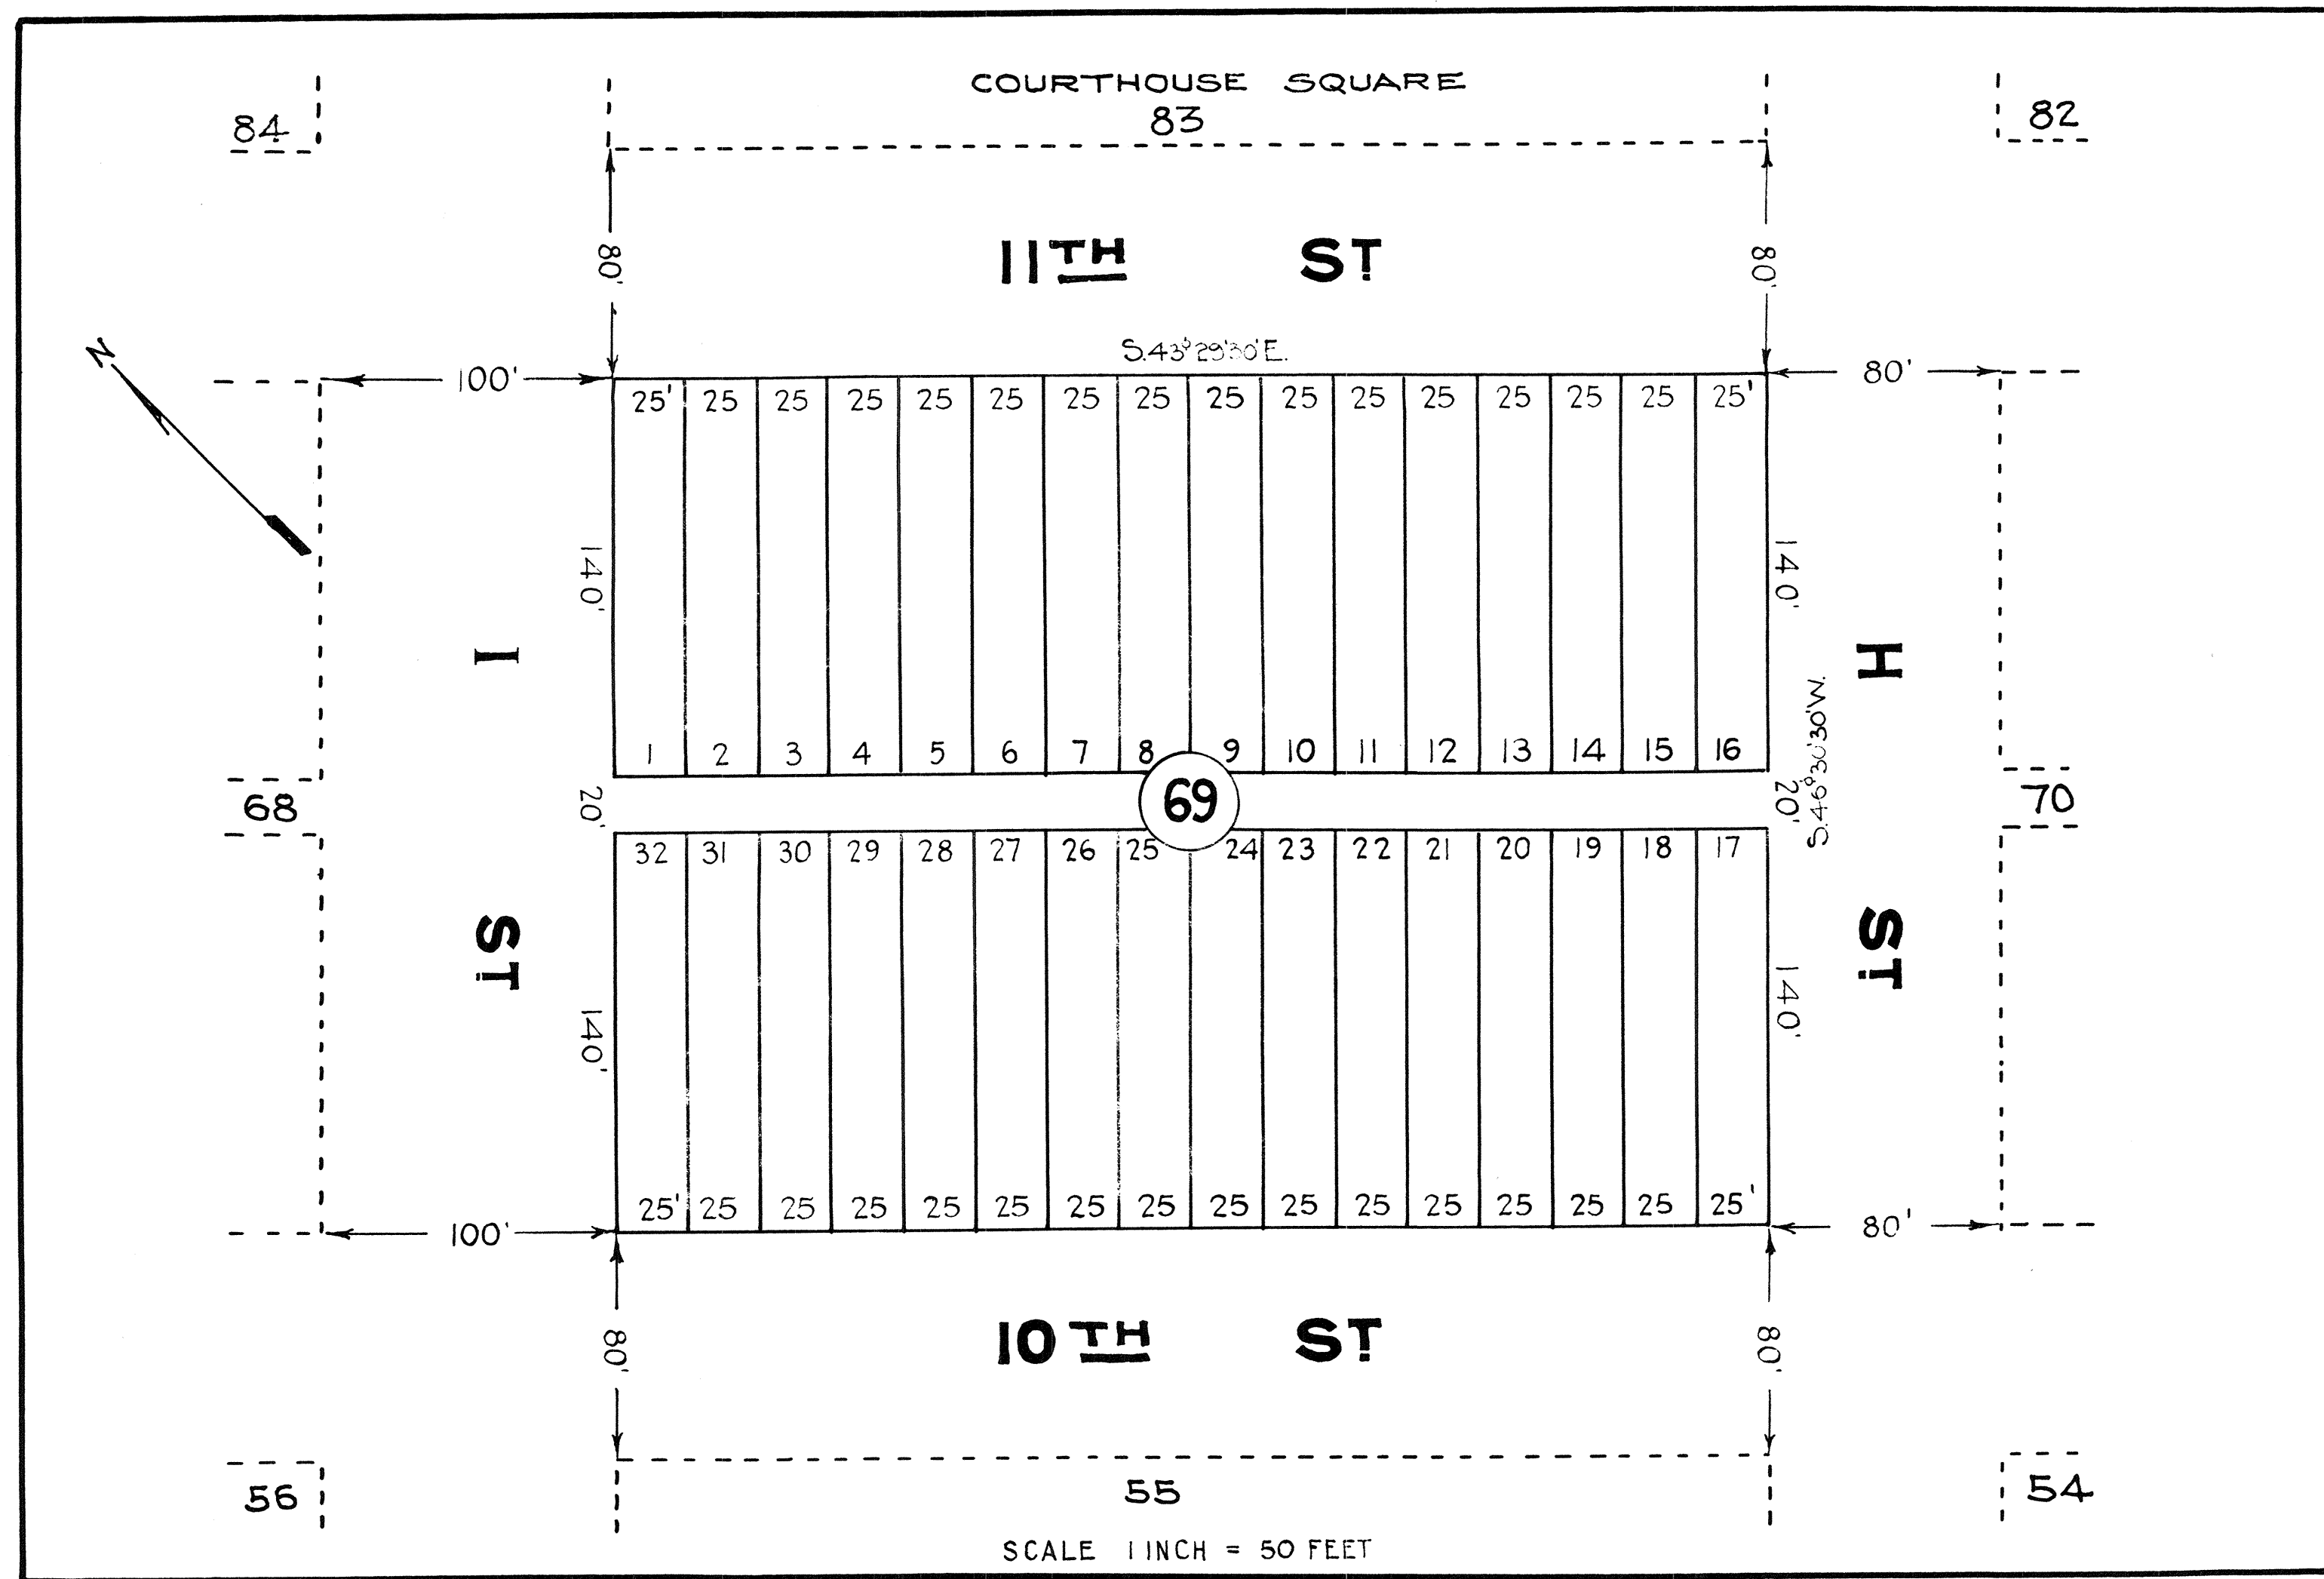 COURTHOUSE SQUARE
84 83 82
N
80' 11TH ST 80'
S.43°29'30"E.
100' 80'
25' 25 25 25 25 25 25 25 25 25 25 25 25 25 25 25'
140' 140'
I H
1 2 3 4 5 6 7 8 9 10 11 12 13 14 15 16
S.46°30'30"W.
68 20' 69 20' 70
32 31 30 29 28 27 26 25 24 23 22 21 20 19 18 17
ST ST
140' 140'
25' 25 25 25 25 25 25 25 25 25 25 25 25 25 25 25'
100' 80'
80' 10TH ST 80'
56 55 54
SCALE 1 INCH = 50 FEET